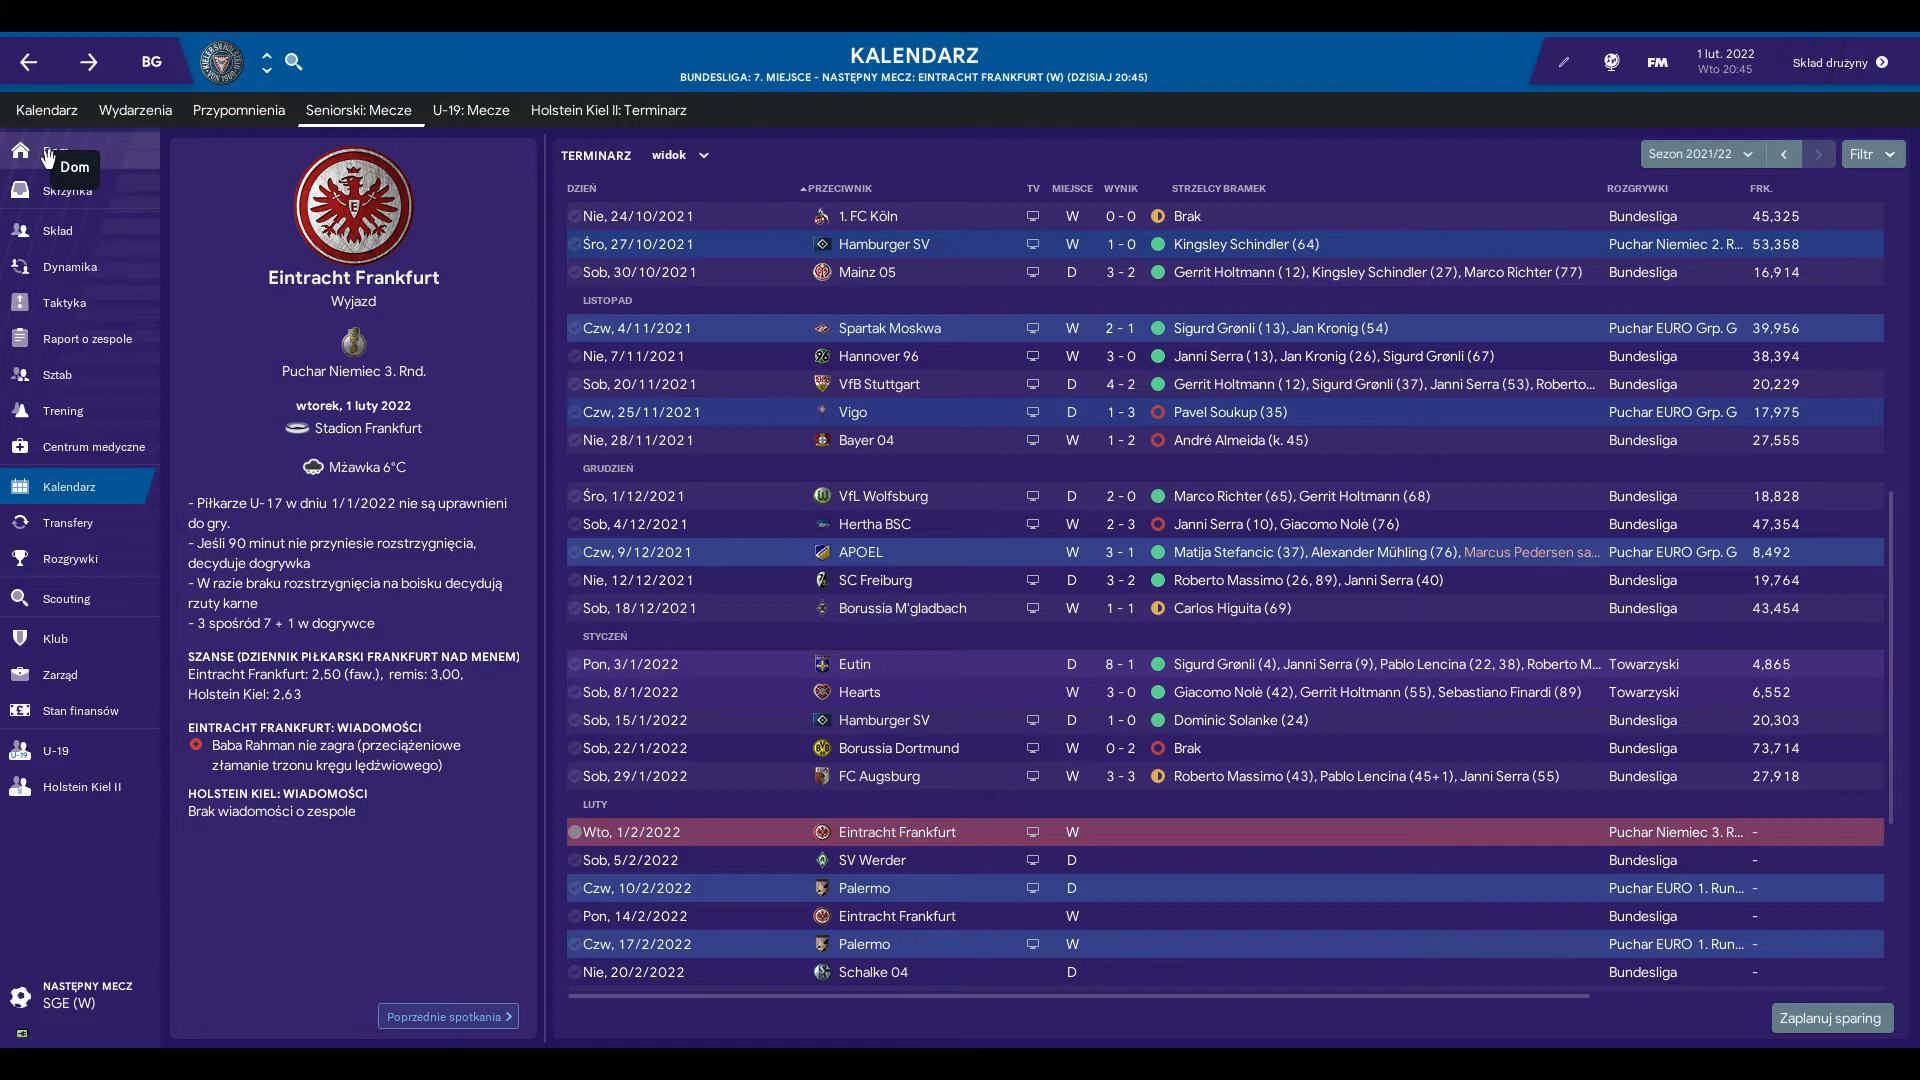 BG
KALENDARZ
BUNDESLIGA: 7. MIEJSCE - NASTĘPNY MECZ: EINTRACHT FRANKFURT (W) (DZISIAJ 20:45)
FM
1 lut. 2022
Wto 20:45
Skład drużyny
Kalendarz Wydarzenia Przypomnienia Seniorski: Mecze U-19: Mecze Holstein Kiel II: Terminarz
Dom
Skrzynka
Skład
Dynamika
Taktyka
Raport o zespole
Sztab
Trening
Centrum medyczne
Kalendarz
Transfery
Rozgrywki
Scouting
Klub
Zarząd
Stan finansów
U-19
Holstein Kiel II
NASTĘPNY MECZ
SGE (W)
Eintracht Frankfurt
Wyjazd
Puchar Niemiec 3. Rnd.
wtorek, 1 luty 2022
Stadion Frankfurt
Mżawka 6°C
- Piłkarze U-17 w dniu 1/1/2022 nie są uprawnieni
do gry.
- Jeśli 90 minut nie przyniesie rozstrzygnięcia,
decyduje dogrywka
- W razie braku rozstrzygnięcia na boisku decydują
rzuty karne
- 3 spośród 7 + 1 w dogrywce
SZANSE (DZIENNIK PIŁKARSKI FRANKFURT NAD MENEM)
Eintracht Frankfurt: 2,50 (faw.), remis: 3,00,
Holstein Kiel: 2,63
EINTRACHT FRANKFURT: WIADOMOŚCI
Baba Rahman nie zagra (przeciążeniowe
złamanie trzonu kręgu lędźwiowego)
HOLSTEIN KIEL: WIADOMOŚCI
Brak wiadomości o zespole
Poprzednie spotkania
TERMINARZ widok Sezon 2021/22 Filtr
DZIEŃ PRZECIWNIK TV MIEJSCE WYNIK STRZELCY BRAMEK ROZGRYWKI FRK.
Nie, 24/10/2021 1. FC Köln W 0 - 0 Brak Bundesliga 45,325
Śro, 27/10/2021 Hamburger SV W 1 - 0 Kingsley Schindler (64) Puchar Niemiec 2. R... 53,358
Sob, 30/10/2021 Mainz 05 D 3 - 2 Gerrit Holtmann (12), Kingsley Schindler (27), Marco Richter (77) Bundesliga 16,914
LISTOPAD
Czw, 4/11/2021 Spartak Moskwa W 2 - 1 Sigurd Grønli (13), Jan Kronig (54) Puchar EURO Grp. G 39,956
Nie, 7/11/2021 Hannover 96 W 3 - 0 Janni Serra (13), Jan Kronig (26), Sigurd Grønli (67) Bundesliga 38,394
Sob, 20/11/2021 VfB Stuttgart D 4 - 2 Gerrit Holtmann (12), Sigurd Grønli (37), Janni Serra (53), Roberto... Bundesliga 20,229
Czw, 25/11/2021 Vigo D 1 - 3 Pavel Soukup (35) Puchar EURO Grp. G 17,975
Nie, 28/11/2021 Bayer 04 W 1 - 2 André Almeida (k. 45) Bundesliga 27,555
GRUDZIEŃ
Śro, 1/12/2021 VfL Wolfsburg D 2 - 0 Marco Richter (65), Gerrit Holtmann (68) Bundesliga 18,828
Sob, 4/12/2021 Hertha BSC W 2 - 3 Janni Serra (10), Giacomo Nolè (76) Bundesliga 47,354
Czw, 9/12/2021 APOEL W 3 - 1 Matija Stefancic (37), Alexander Mühling (76), Marcus Pedersen sa... Puchar EURO Grp. G 8,492
Nie, 12/12/2021 SC Freiburg D 3 - 2 Roberto Massimo (26, 89), Janni Serra (40) Bundesliga 19,764
Sob, 18/12/2021 Borussia M'gladbach W 1 - 1 Carlos Higuita (69) Bundesliga 43,454
STYCZEŃ
Pon, 3/1/2022 Eutin D 8 - 1 Sigurd Grønli (4), Janni Serra (9), Pablo Lencina (22, 38), Roberto M... Towarzyski 4,865
Sob, 8/1/2022 Hearts W 3 - 0 Giacomo Nolè (42), Gerrit Holtmann (55), Sebastiano Finardi (89) Towarzyski 6,552
Sob, 15/1/2022 Hamburger SV D 1 - 0 Dominic Solanke (24) Bundesliga 20,303
Sob, 22/1/2022 Borussia Dortmund W 0 - 2 Brak Bundesliga 73,714
Sob, 29/1/2022 FC Augsburg W 3 - 3 Roberto Massimo (43), Pablo Lencina (45+1), Janni Serra (55) Bundesliga 27,918
LUTY
Wto, 1/2/2022 Eintracht Frankfurt W Puchar Niemiec 3. R... -
Sob, 5/2/2022 SV Werder D Bundesliga -
Czw, 10/2/2022 Palermo D Puchar EURO 1. Run... -
Pon, 14/2/2022 Eintracht Frankfurt W Bundesliga -
Czw, 17/2/2022 Palermo W Puchar EURO 1. Run... -
Nie, 20/2/2022 Schalke 04 D Bundesliga -
Zaplanuj sparing